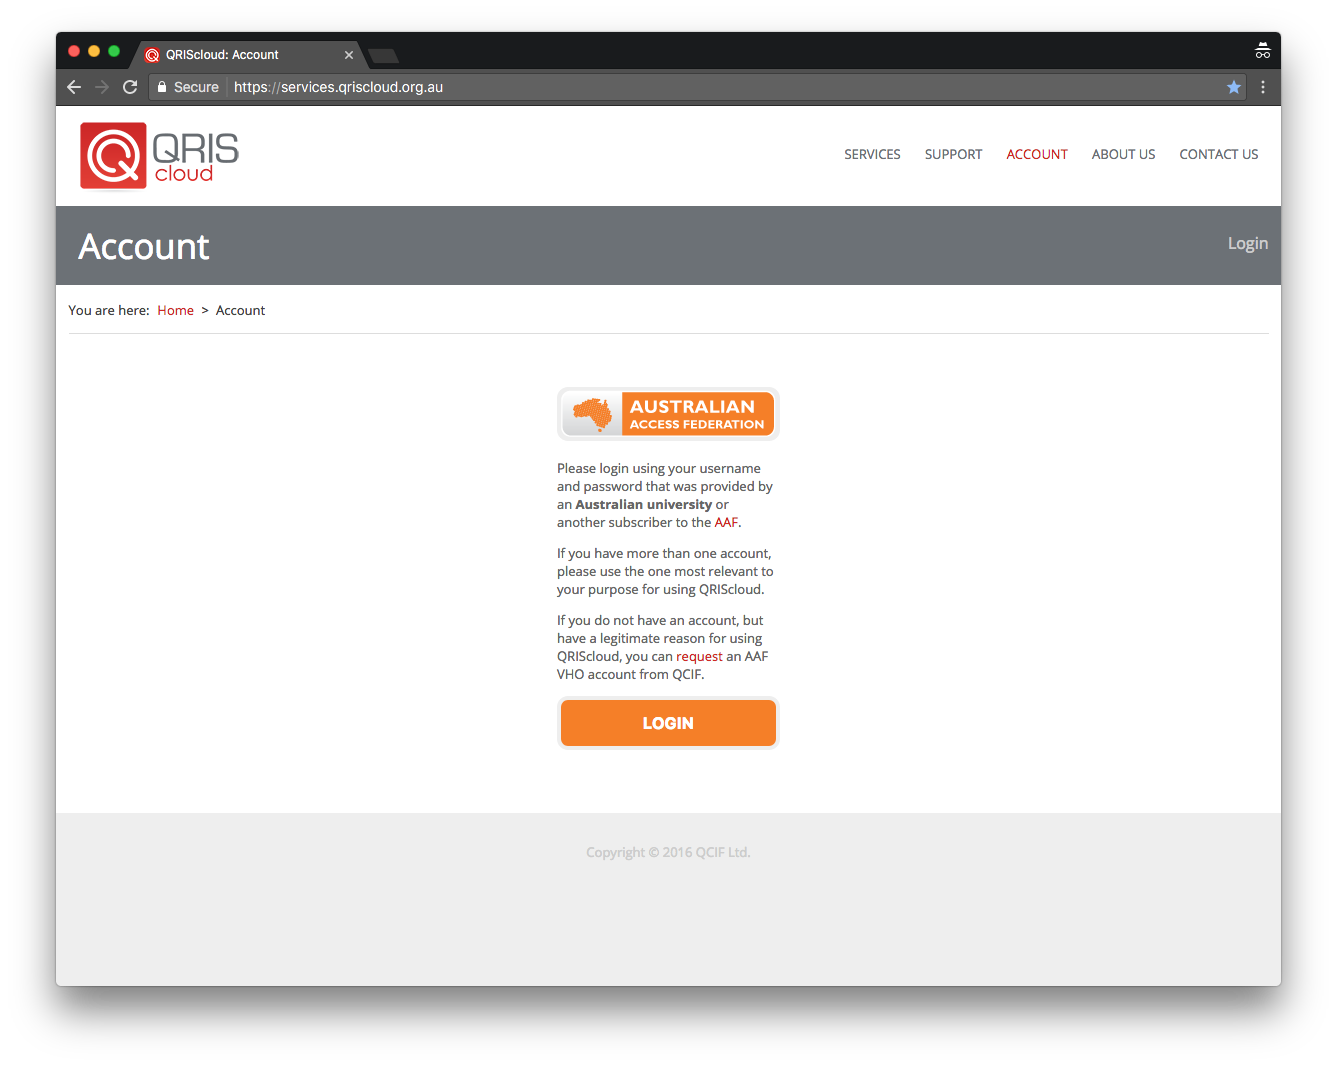 QRIScloud: Account
Secure https://services.qriscloud.org.au
QRIS
cloud
SERVICES SUPPORT ACCOUNT ABOUT US CONTACT US
Account
Login
You are here: Home > Account
AUSTRALIAN
ACCESS FEDERATION
Please login using your username
and password that was provided by
an Australian university or
another subscriber to the AAF.
If you have more than one account,
please use the one most relevant to
your purpose for using QRIScloud.
If you do not have an account, but
have a legitimate reason for using
QRIScloud, you can request an AAF
VHO account from QCIF.
LOGIN
Copyright © 2016 QCIF Ltd.